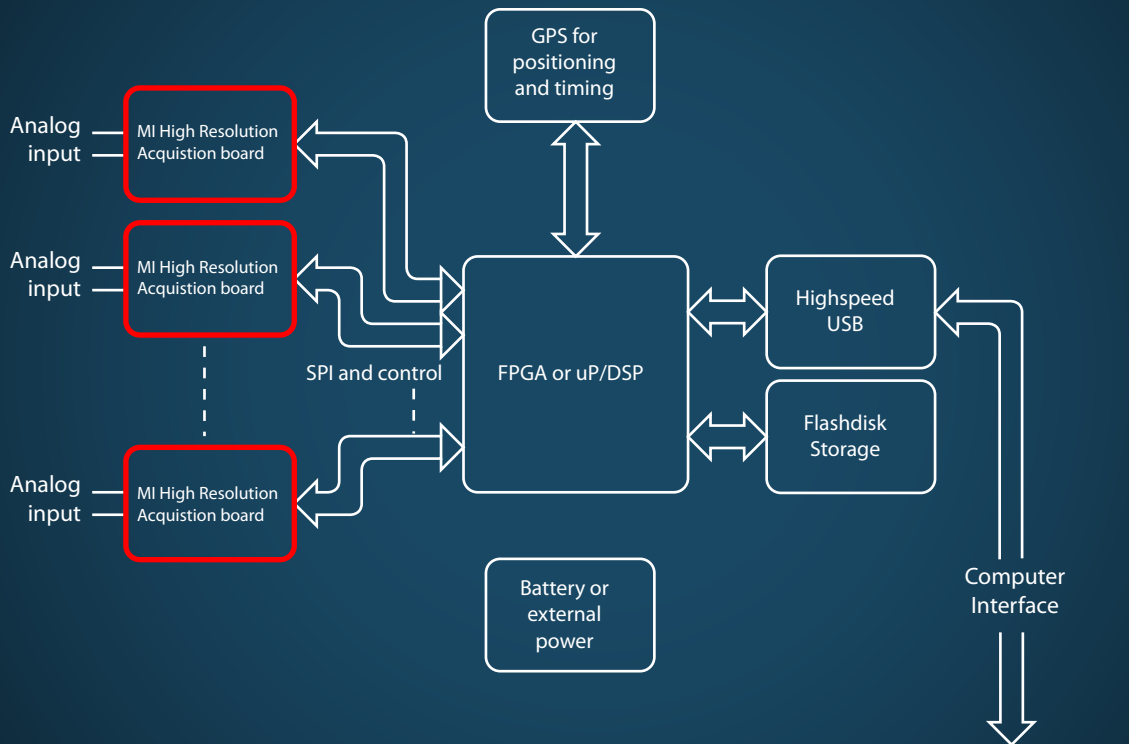 GPS for
positioning
and timing
Analog
input
MI High Resolution
Acquistion board
Analog
input
MI High Resolution
Acquistion board
SPI and control
FPGA or uP/DSP
Highspeed
USB
Flashdisk
Storage
Analog
input
MI High Resolution
Acquistion board
Battery or
external
power
Computer
Interface